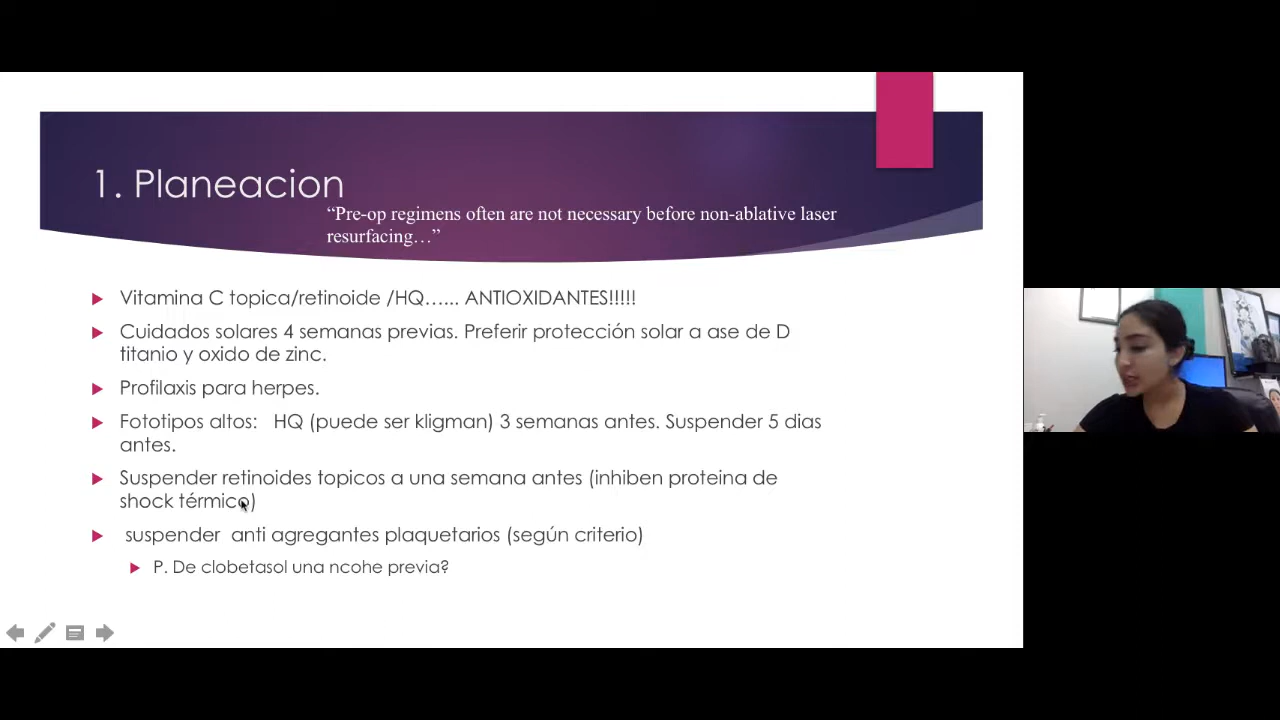 1. Planeacion
“Pre-op regimens often are not necessary before non-ablative laser
resurfacing…”
Vitamina C topica/retinoide /HQ…... ANTIOXIDANTES!!!!!
Cuidados solares 4 semanas previas. Preferir protección solar a ase de D
titanio y oxido de zinc.
Profilaxis para herpes.
Fototipos altos: HQ (puede ser kligman) 3 semanas antes. Suspender 5 dias
antes.
Suspender retinoides topicos a una semana antes (inhiben proteina de
shock térmico)
suspender anti agregantes plaquetarios (según criterio)
P. De clobetasol una ncohe previa?